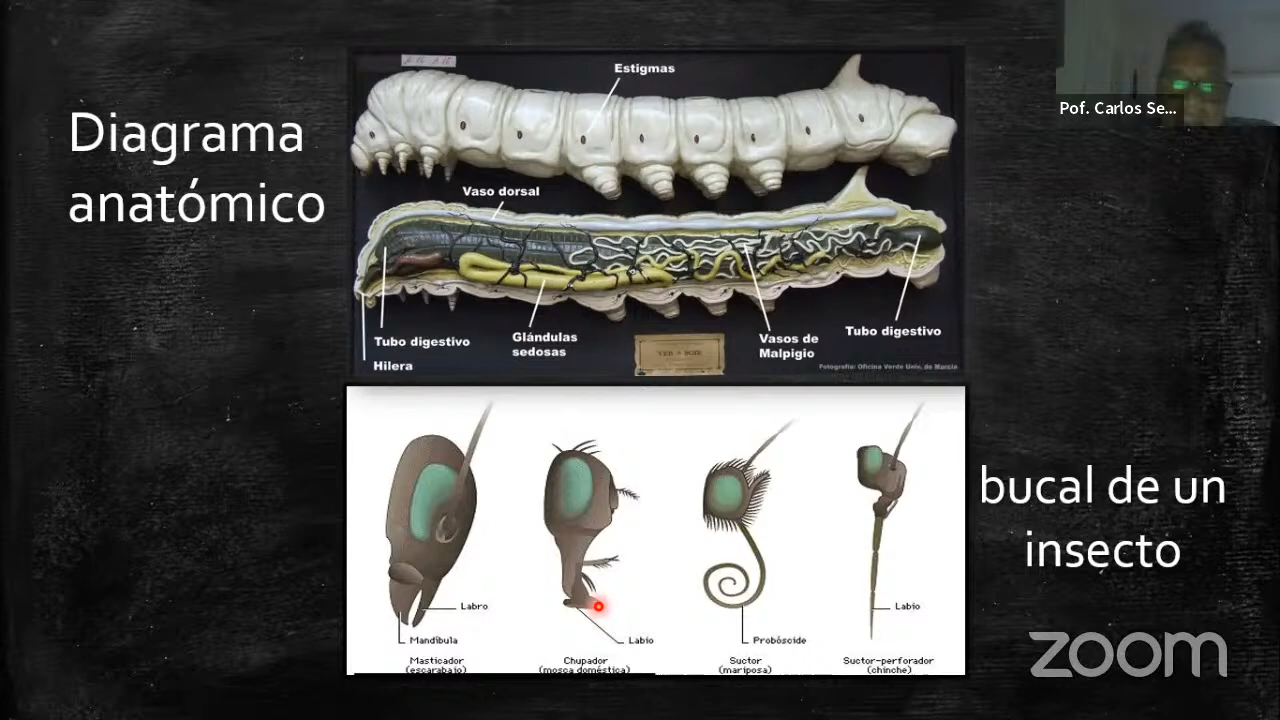 Diagrama
anatómico
Estigmas
Vaso dorsal
Tubo digestivo
Glándulas
sedosas
Vasos de
Malpigio
Tubo digestivo
Hilera
VER A SOIE
Fotografía: Oficina Verde Univ. de Murcia
Pof. Carlos Se...
bucal de un
insecto
Labro
Mandíbula
Masticador
(escarabajo)
Labio
Chupador
(mosca doméstica)
Probóscide
Suctor
(mariposa)
Labio
Suctor-perforador
(chinche)
zoom